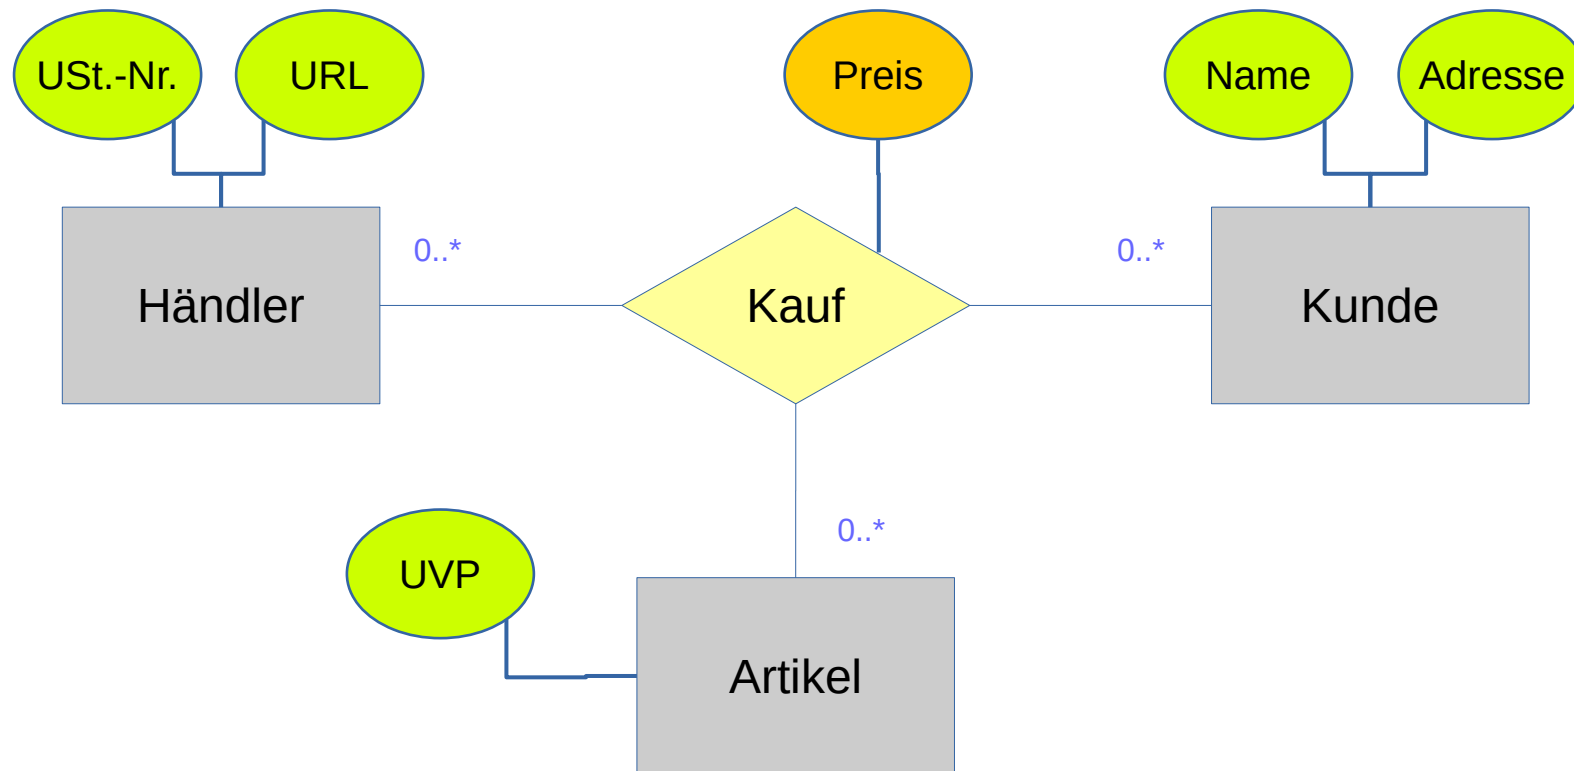 USt.-Nr.
URL
Preis
Name
Adresse
0..*
0..*
Händler
Kauf
Kunde
0..*
UVP
Artikel